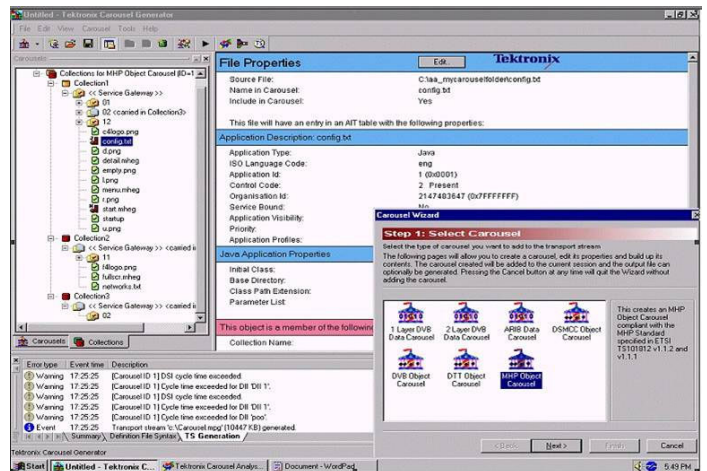 Untitled - Tektronix Carousel Generator
File Edit View Carousel Tools Help
Carousels
Collections for MHP Object Carousel (ID=1
Collection1
<< Service Gateway >>
01
02 <carried in Collection3>
12
c4logo.png
config.txt
d.png
detail.mheg
empty.png
l.png
menu.mheg
r.png
start.mheg
startup
u.png
Collection2
<< Service Gateway >> <carried i
11
f4logo.png
fullscr.mheg
networks.txt
Collection3
<< Service Gateway >> <carried i
02
Carousels Collections
File Properties Edit.. Tektronix
Source File: C:\aa_mycarouselfolder\config.txt
Name in Carousel: config.txt
Include in Carousel: Yes
This file will have an entry in an AIT table with the following properties:
Application Description: config.txt
Application Type: Java
ISO Language Code: eng
Application Id: 1 (0x0001)
Control Code: 2 Present
Organisation Id: 2147483647 (0x7FFFFFFF)
Service Bound: No
Application Visibility:
Priority:
Application Profiles:
Java Application Properties
Initial Class:
Base Directory:
Class Path Extension:
Parameter List:
This object is a member of the following
Collection Name:
Carousel Wizard
Step 1: Select Carousel
Select the type of carousel you want to add to the transport stream
The following pages will allow you to create a carousel, edit its properties and build up its
contents. The carousel created will be added to the current session and the output file can
optionally be generated. Pressing the Cancel button at any time will quit the Wizard without
adding the carousel.
1 Layer DVB Data Carousel
2 Layer DVB Data Carousel
ARIB Data Carousel
DSMCC Object Carousel
DVB Object Carousel
DTT Object Carousel
MHP Object Carousel
This creates an MHP
Object Carousel
compliant with the
MHP Standard
specified in ETSI
TS101812 v1.1.2 and
v1.1.1
< Back Next > Finish Cancel
Error type Event time Description
Warning 17:25:25 [Carousel ID 1] DSI cycle time exceeded.
Warning 17:25:25 [Carousel ID 1] Cycle time exceeded for DII 'DII 1'.
Warning 17:25:25 [Carousel ID 1] DSI cycle time exceeded.
Warning 17:25:25 [Carousel ID 1] Cycle time exceeded for DII 'DII 1'.
Warning 17:25:25 [Carousel ID 1] Cycle time exceeded for DII 'poo'.
Event 17:25:25 Transport stream 'c:\Carousel.mpg' (10447 KB) generated.
Summary Definition File Syntax TS Generation
Tektronix Carousel Generator
Start Untitled - Tektronix C... Tektronix Carousel Analys... Document - WordPad 5:49 PM